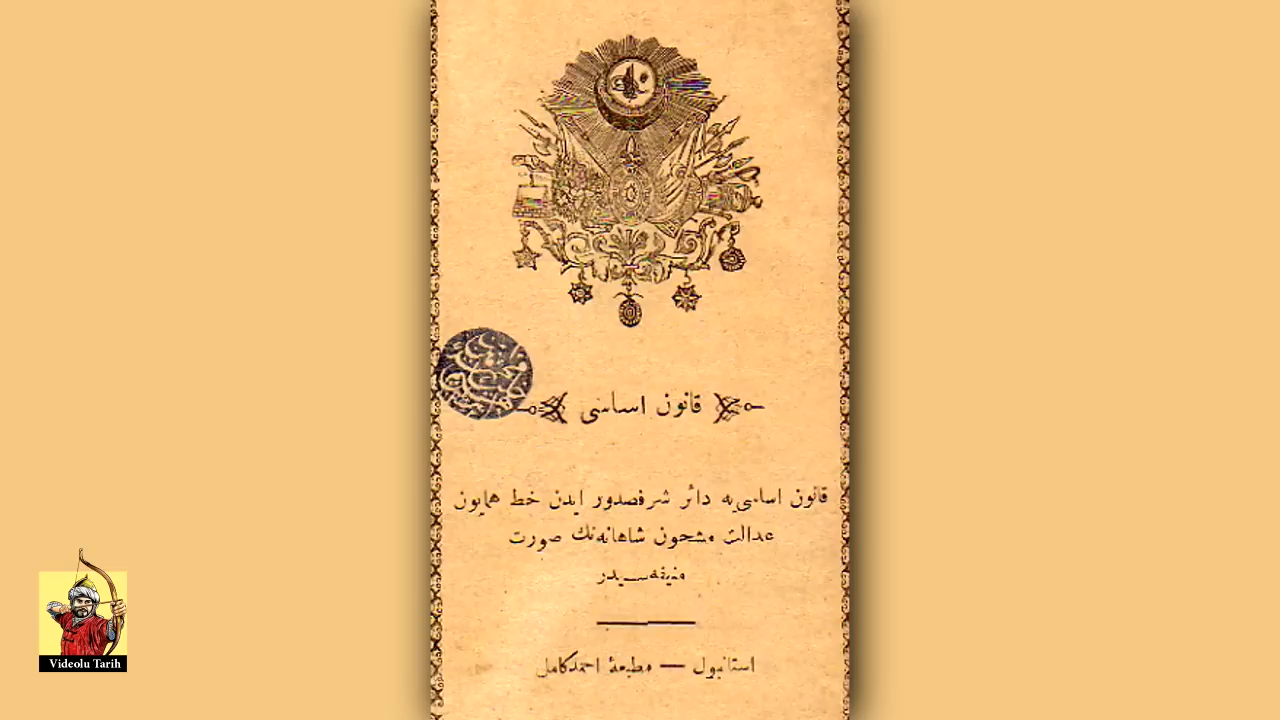 قانون اساسی
قانون اساسی‌یه دائر شرفصدور ایدن خط همایون
عدالت مشحون شاهانه‌نك صورت
منیفه‌سیدر
استانبول — مطبعهٔ احمد كامل
Videolu Tarih